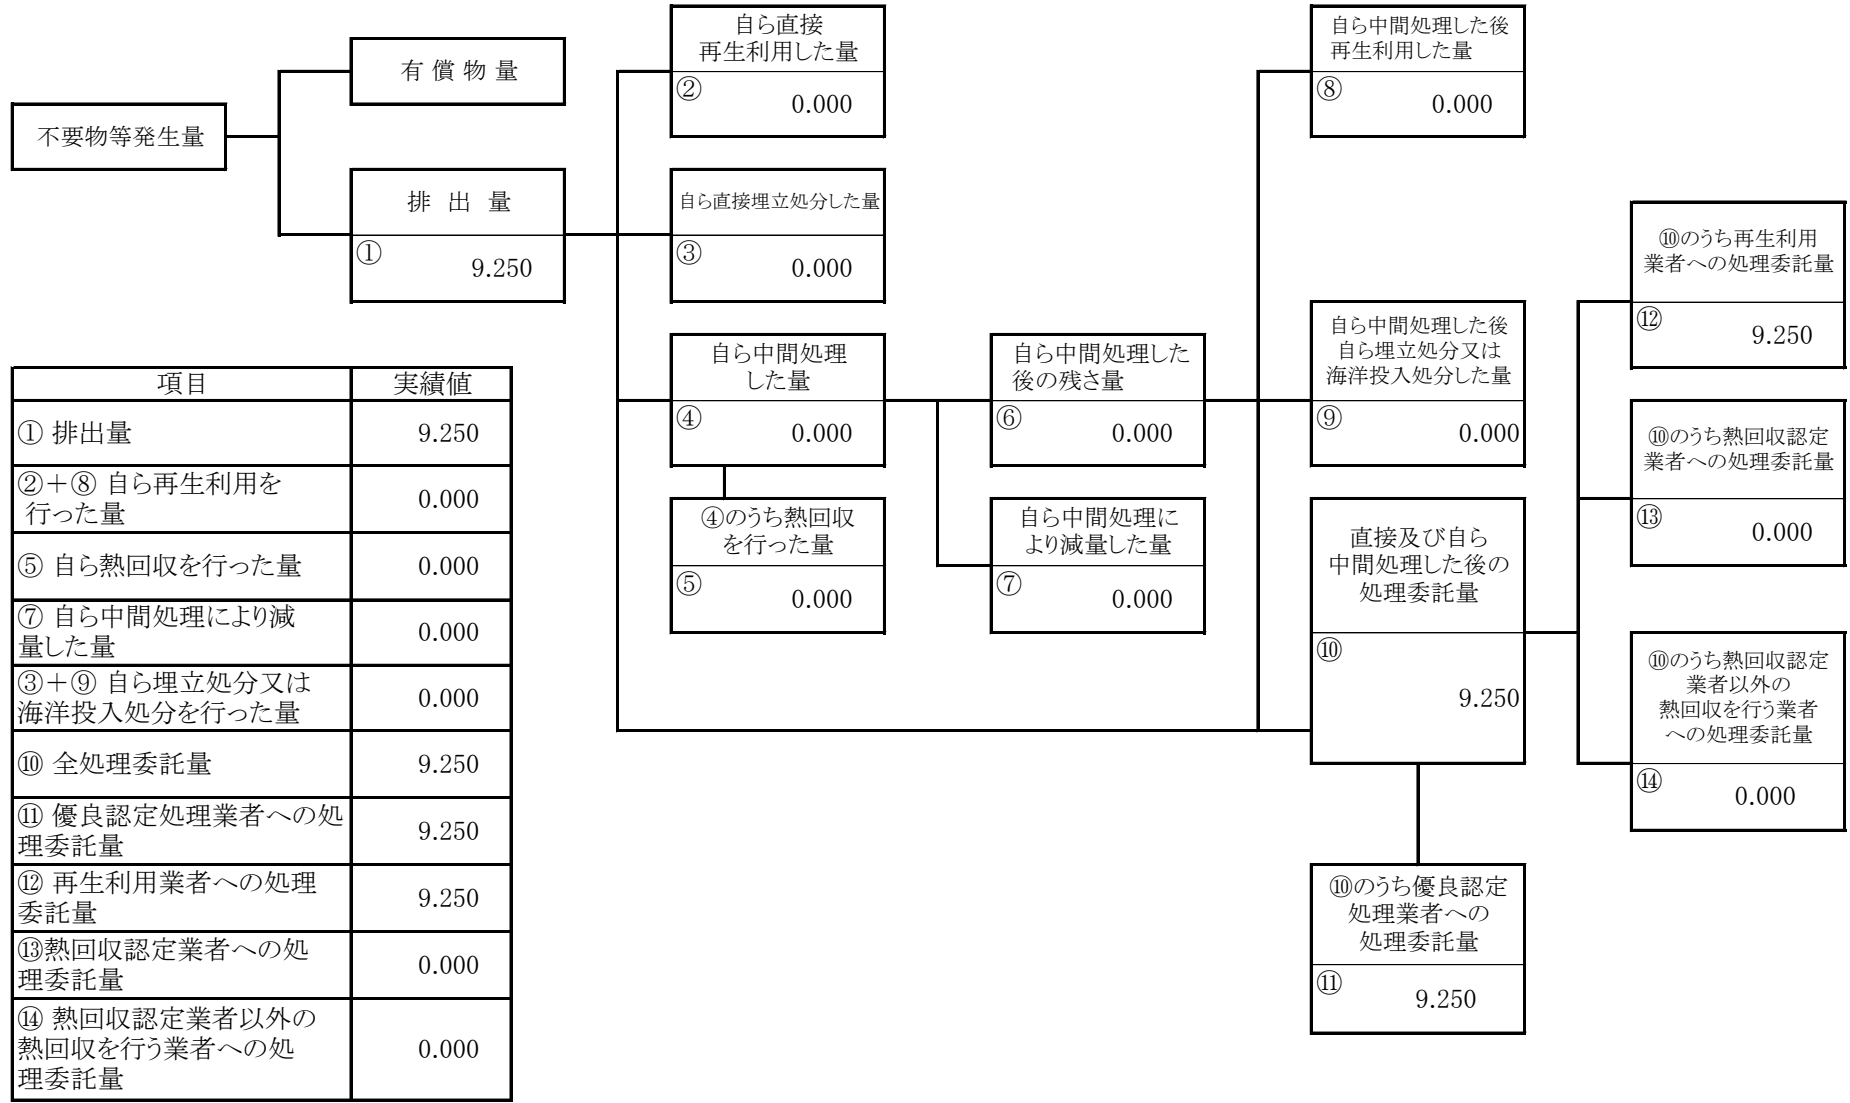 不要物等発生量
有 償 物 量
排 出 量
①
9.250
自ら直接
再生利用した量
②
0.000
自ら直接埋立処分した量
③
0.000
自ら中間処理
した量
④
0.000
④のうち熱回収
を行った量
⑤
0.000
自ら中間処理した
後の残さ量
⑥
0.000
自ら中間処理に
より減量した量
⑦
0.000
自ら中間処理した後
再生利用した量
⑧
0.000
自ら中間処理した後
自ら埋立処分又は
海洋投入処分した量
⑨
0.000
直接及び自ら
中間処理した後の
処理委託量
⑩
9.250
⑩のうち優良認定
処理業者への
処理委託量
⑪
9.250
⑩のうち再生利用
業者への処理委託量
⑫
9.250
⑩のうち熱回収認定
業者への処理委託量
⑬
0.000
⑩のうち熱回収認定
業者以外の
熱回収を行う業者
への処理委託量
⑭
0.000
項目 実績値
① 排出量 9.250
②＋⑧ 自ら再生利用を
行った量 0.000
⑤ 自ら熱回収を行った量 0.000
⑦ 自ら中間処理により減
量した量 0.000
③＋⑨ 自ら埋立処分又は
海洋投入処分を行った量 0.000
⑩ 全処理委託量 9.250
⑪ 優良認定処理業者への処
理委託量 9.250
⑫ 再生利用業者への処理
委託量 9.250
⑬熱回収認定業者への処
理委託量 0.000
⑭ 熱回収認定業者以外の
熱回収を行う業者への処
理委託量 0.000